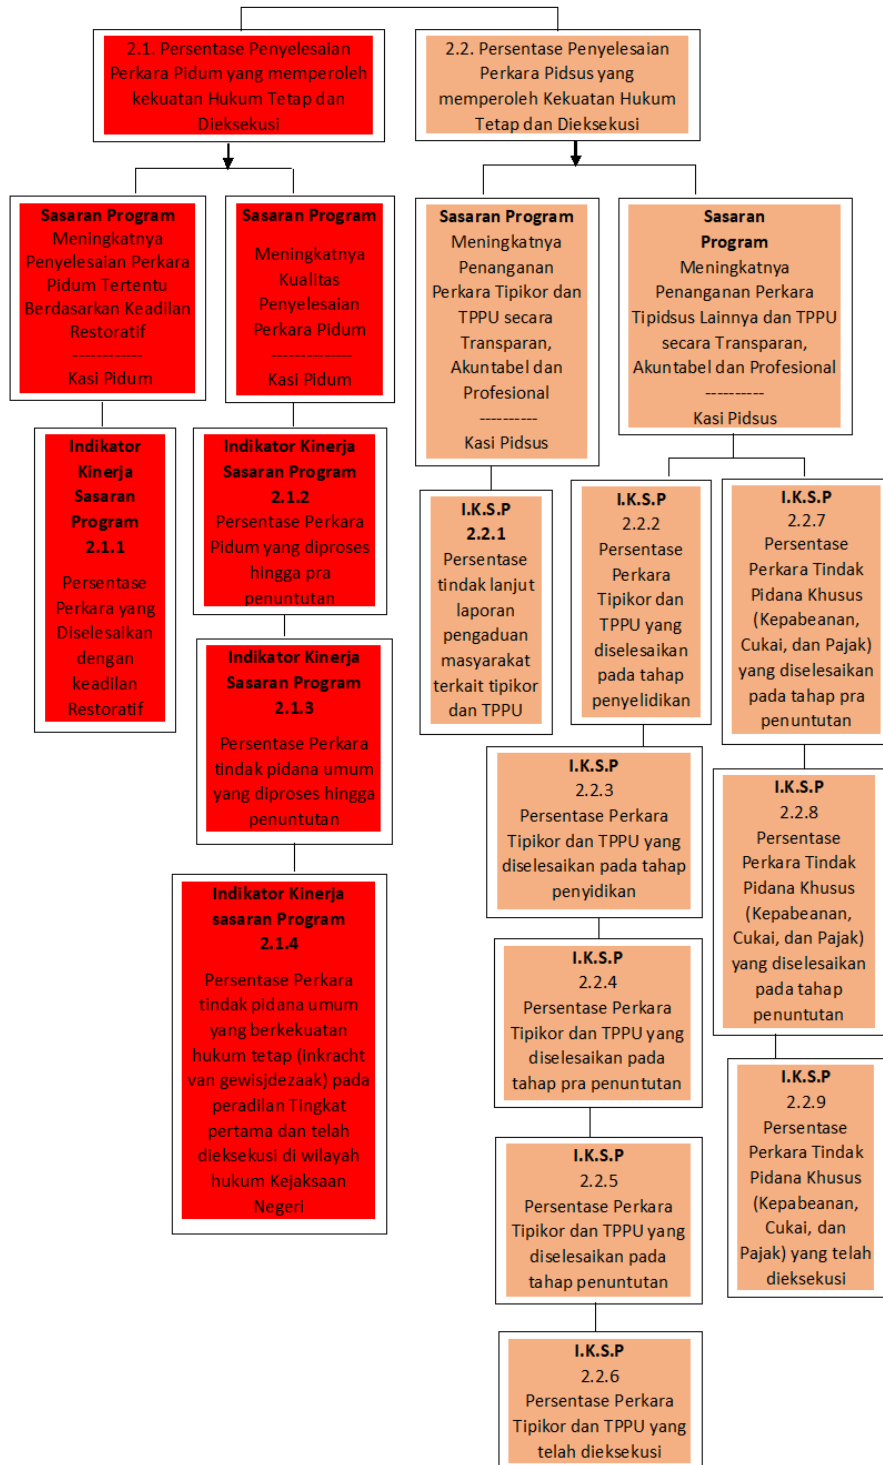 2.1. Persentase Penyelesaian
Perkara Pidum yang memperoleh
kekuatan Hukum Tetap dan
Dieksekusi
2.2. Persentase Penyelesaian
Perkara Pidsus yang
memperoleh Kekuatan Hukum
Tetap dan Dieksekusi
Sasaran Program
Meningkatnya
Penyelesaian Perkara
Pidum Tertentu
Berdasarkan Keadilan
Restoratif
------------
Kasi Pidum
Sasaran Program
Meningkatnya
Kualitas
Penyelesaian
Perkara Pidum
--------------
Kasi Pidum
Sasaran Program
Meningkatnya
Penanganan
Perkara Tipikor dan
TPPU secara
Transparan,
Akuntabel dan
Profesional
----------
Kasi Pidsus
Sasaran
Program
Meningkatnya
Penanganan Perkara
Tipidsus Lainnya dan TPPU
secara Transparan,
Akuntabel dan Profesional
----------
Kasi Pidsus
Indikator
Kinerja
Sasaran
Program
2.1.1
Persentase
Perkara yang
Diselesaikan
dengan
keadilan
Restoratif
Indikator Kinerja
Sasaran Program
2.1.2
Persentase Perkara
Pidum yang diproses
hingga pra
penuntutan
Indikator Kinerja
Sasaran Program
2.1.3
Persentase Perkara
tindak pidana umum
yang diproses hingga
penuntutan
Indikator Kinerja
sasaran Program
2.1.4
Persentase Perkara
tindak pidana umum
yang berkekuatan
hukum tetap (inkracht
van gewisjdezaak) pada
peradilan Tingkat
pertama dan telah
dieksekusi di wilayah
hukum Kejaksaan
Negeri
I.K.S.P
2.2.1
Persentase
tindak lanjut
laporan
pengaduan
masyarakat
terkait tipikor
dan TPPU
I.K.S.P
2.2.2
Persentase
Perkara
Tipikor dan
TPPU yang
diselesaikan
pada tahap
penyelidikan
I.K.S.P
2.2.3
Persentase Perkara
Tipikor dan TPPU yang
diselesaikan pada tahap
penyidikan
I.K.S.P
2.2.4
Persentase Perkara
Tipikor dan TPPU yang
diselesaikan pada
tahap pra penuntutan
I.K.S.P
2.2.5
Persentase Perkara
Tipikor dan TPPU yang
diselesaikan pada
tahap penuntutan
I.K.S.P
2.2.6
Persentase Perkara
Tipikor dan TPPU yang
telah dieksekusi
I.K.S.P
2.2.7
Persentase
Perkara Tindak
Pidana Khusus
(Kepabeanan,
Cukai, dan Pajak)
yang diselesaikan
pada tahap pra
penuntutan
I.K.S.P
2.2.8
Persentase
Perkara Tindak
Pidana Khusus
(Kepabeanan,
Cukai, dan Pajak)
yang diselesaikan
pada tahap
penuntutan
I.K.S.P
2.2.9
Persentase
Perkara Tindak
Pidana Khusus
(Kepabeanan,
Cukai, dan
Pajak) yang telah
dieksekusi